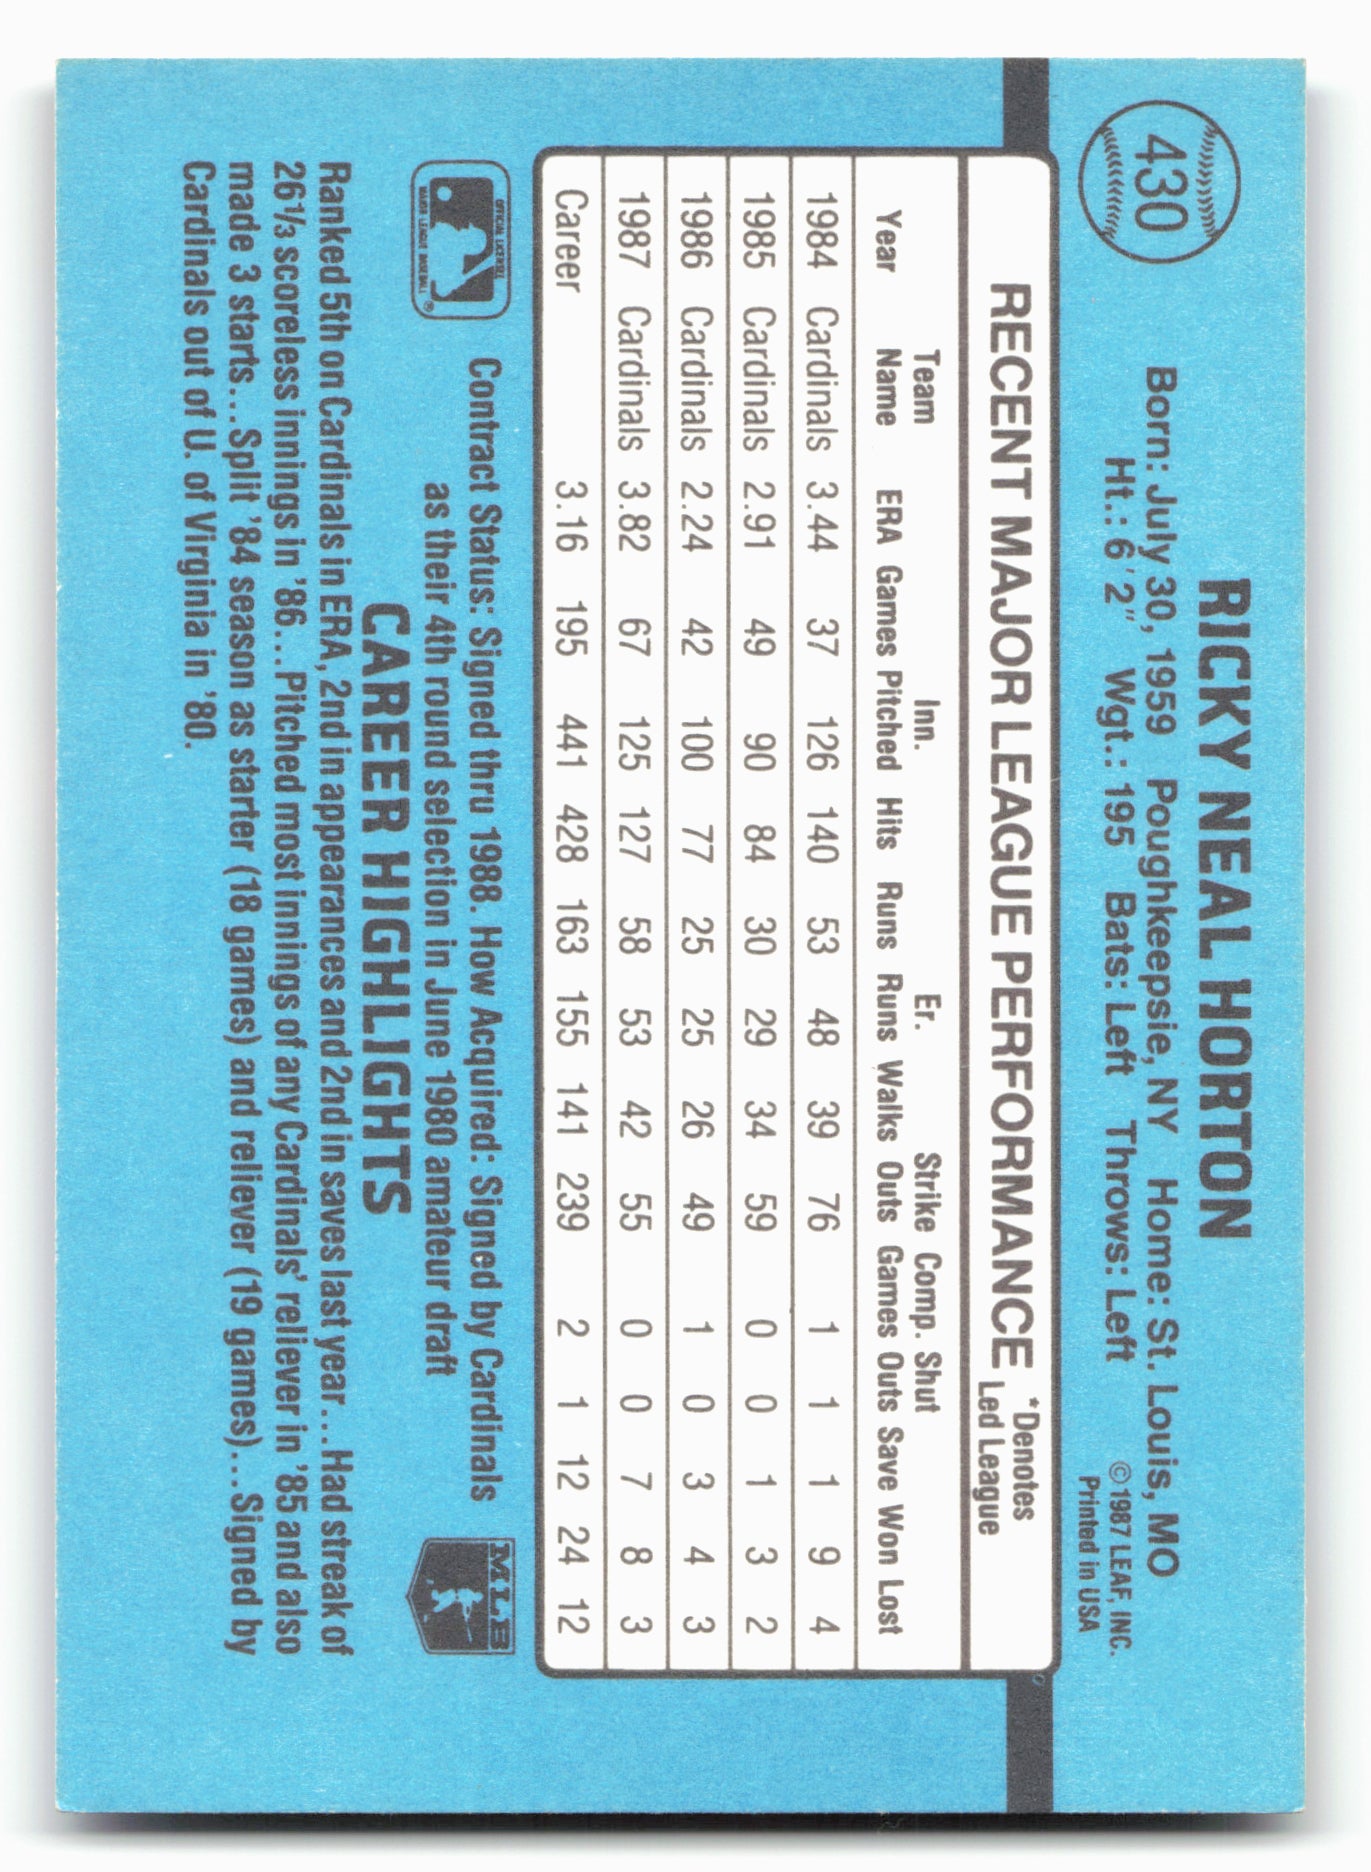 430
RICKY NEAL HORTON
Born: July 30, 1959 Poughkeepsie, NY Home: St. Louis, MO
Ht.: 6'2" Wgt.: 195 Bats: Left Throws: Left
© 1987 LEAF, INC.
Printed in USA
RECENT MAJOR LEAGUE PERFORMANCE *Denotes Led League
Team Inn. Er. Strike Comp. Shut
Year Name ERA Games Pitched Hits Runs Runs Walks Outs Games Outs Save Won Lost
1984 Cardinals 3.44 37 126 140 53 48 39 76 1 1 1 9 4
1985 Cardinals 2.91 49 90 84 30 29 34 59 0 0 1 3 2
1986 Cardinals 2.24 42 100 77 25 25 26 49 1 0 3 4 3
1987 Cardinals 3.82 67 125 127 58 53 42 55 0 0 7 8 3
Career 3.16 195 441 428 163 155 141 239 2 1 12 24 12
OFFICIAL LICENSEE
MAJOR LEAGUE BASEBALL ®
Contract Status: Signed thru 1988. How Acquired: Signed by Cardinals
as their 4th round selection in June 1980 amateur draft
MLB
CAREER HIGHLIGHTS
Ranked 5th on Cardinals in ERA, 2nd in appearances and 2nd in saves last year...Had streak of
26 1/3 scoreless innings in '86...Pitched most innings of any Cardinals' reliever in '85 and also
made 3 starts...Split '84 season as starter (18 games) and reliever (19 games)...Signed by
Cardinals out of U. of Virginia in '80.